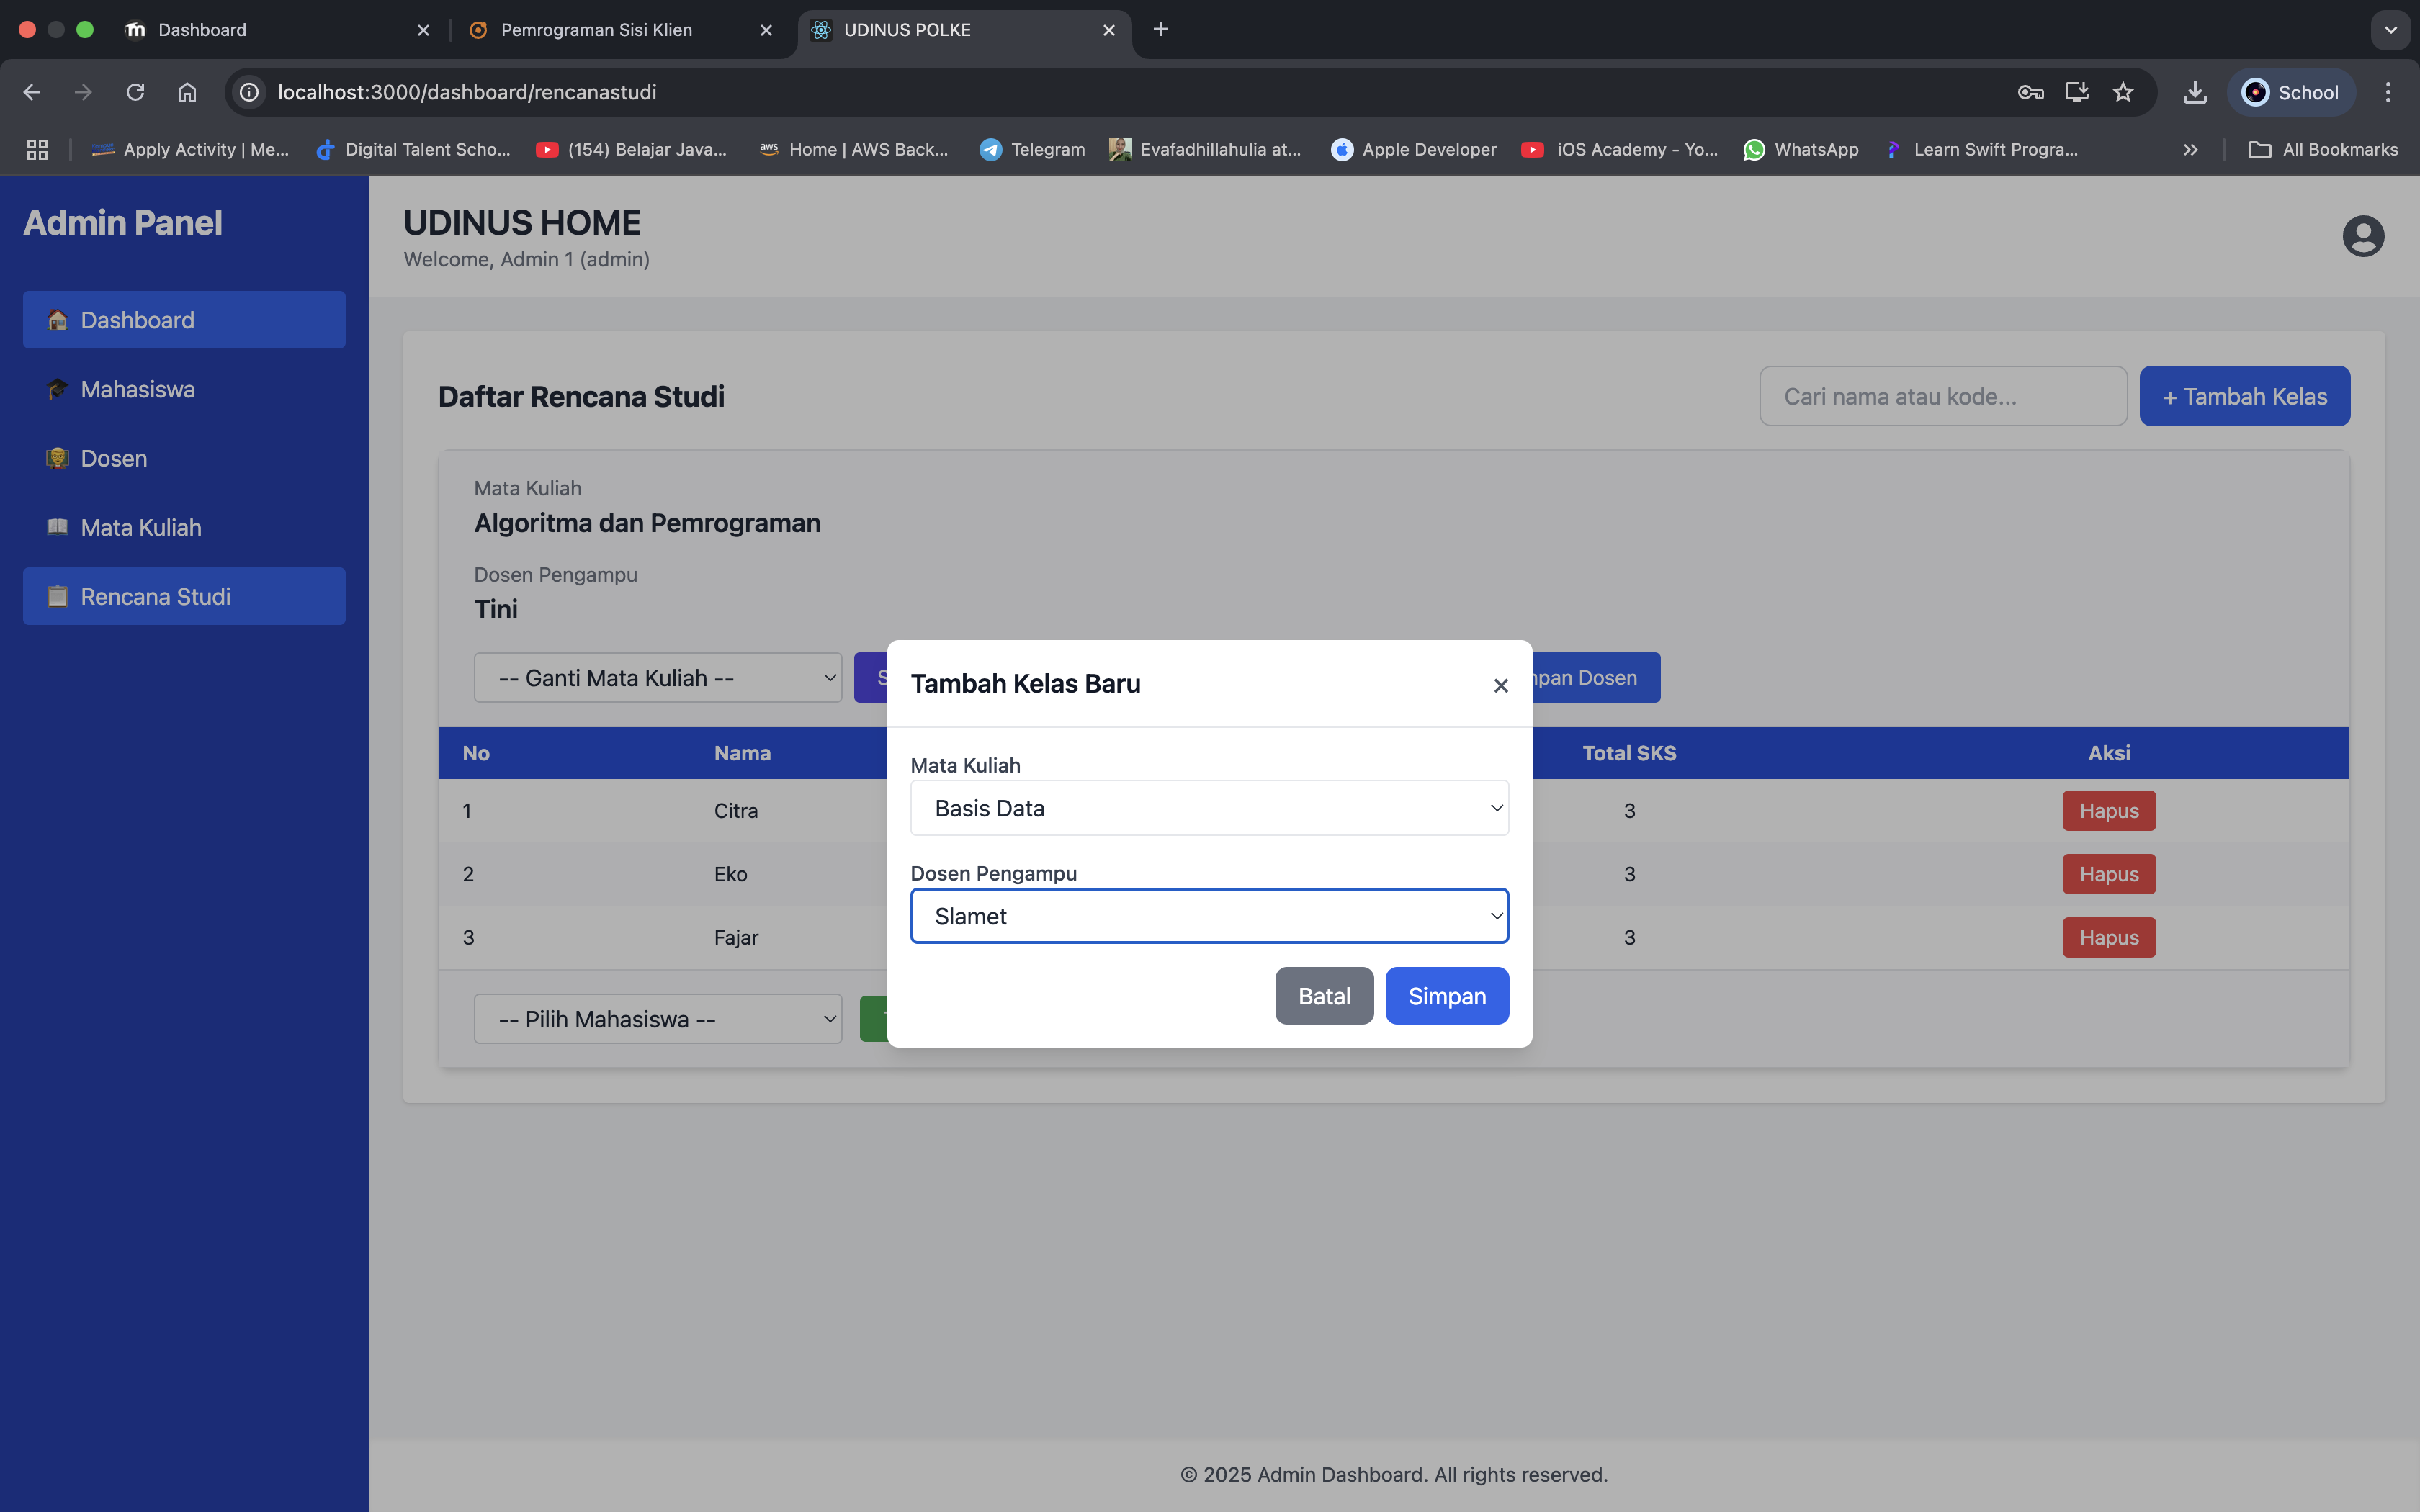 Dashboard
Pemrograman Sisi Klien
UDINUS POLKE
localhost:3000/dashboard/rencanastudi
School
Apply Activity | Me...
Digital Talent Scho...
(154) Belajar Java...
aws
Home | AWS Back...
Telegram
Evafadhillahulia at...
Apple Developer
iOS Academy - Yo...
WhatsApp
Learn Swift Progra...
All Bookmarks
Admin Panel
Dashboard
Mahasiswa
Dosen
Mata Kuliah
Rencana Studi
UDINUS HOME
Welcome, Admin 1 (admin)
Daftar Rencana Studi
Cari nama atau kode...
+ Tambah Kelas
Mata Kuliah
Algoritma dan Pemrograman
Dosen Pengampu
Tini
-- Ganti Mata Kuliah --
S
mpan Dosen
No Nama Total SKS Aksi
1 Citra 3 Hapus
2 Eko 3 Hapus
3 Fajar 3 Hapus
-- Pilih Mahasiswa --
Tambah Kelas Baru
Mata Kuliah
Basis Data
Dosen Pengampu
Slamet
Batal
Simpan
© 2025 Admin Dashboard. All rights reserved.